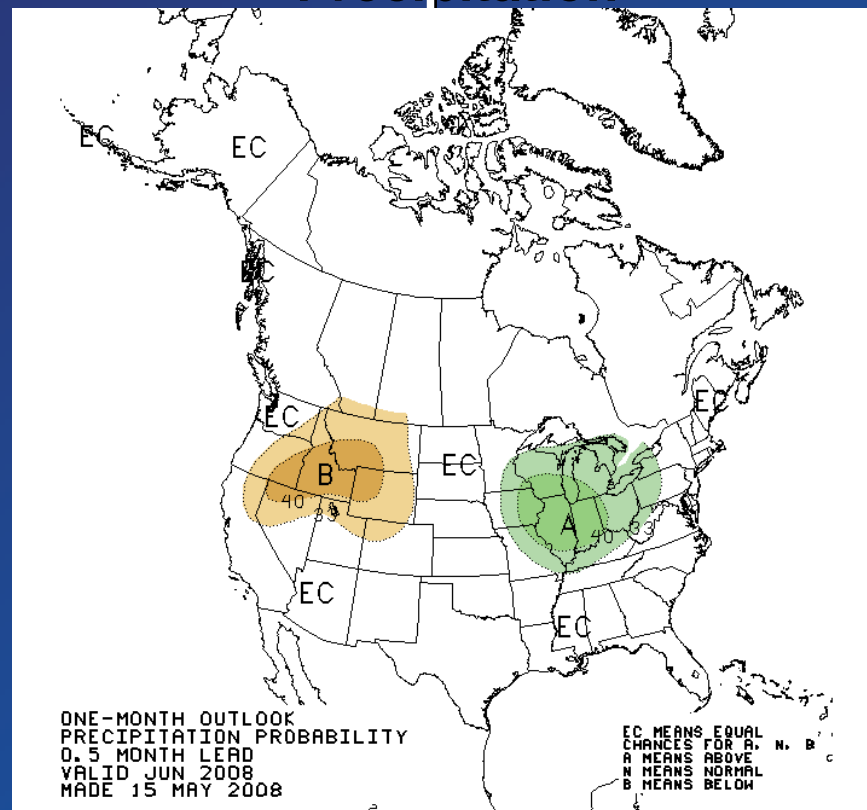 Precipitation
EC
EC
EC
EC
EC
B
EC
40
33
A
40
33
EC
EC
ONE-MONTH OUTLOOK
PRECIPITATION PROBABILITY
0.5 MONTH LEAD
VALID JUN 2008
MADE 15 MAY 2008
EC MEANS EQUAL
CHANCES FOR A, N, B
A MEANS ABOVE
N MEANS NORMAL
B MEANS BELOW